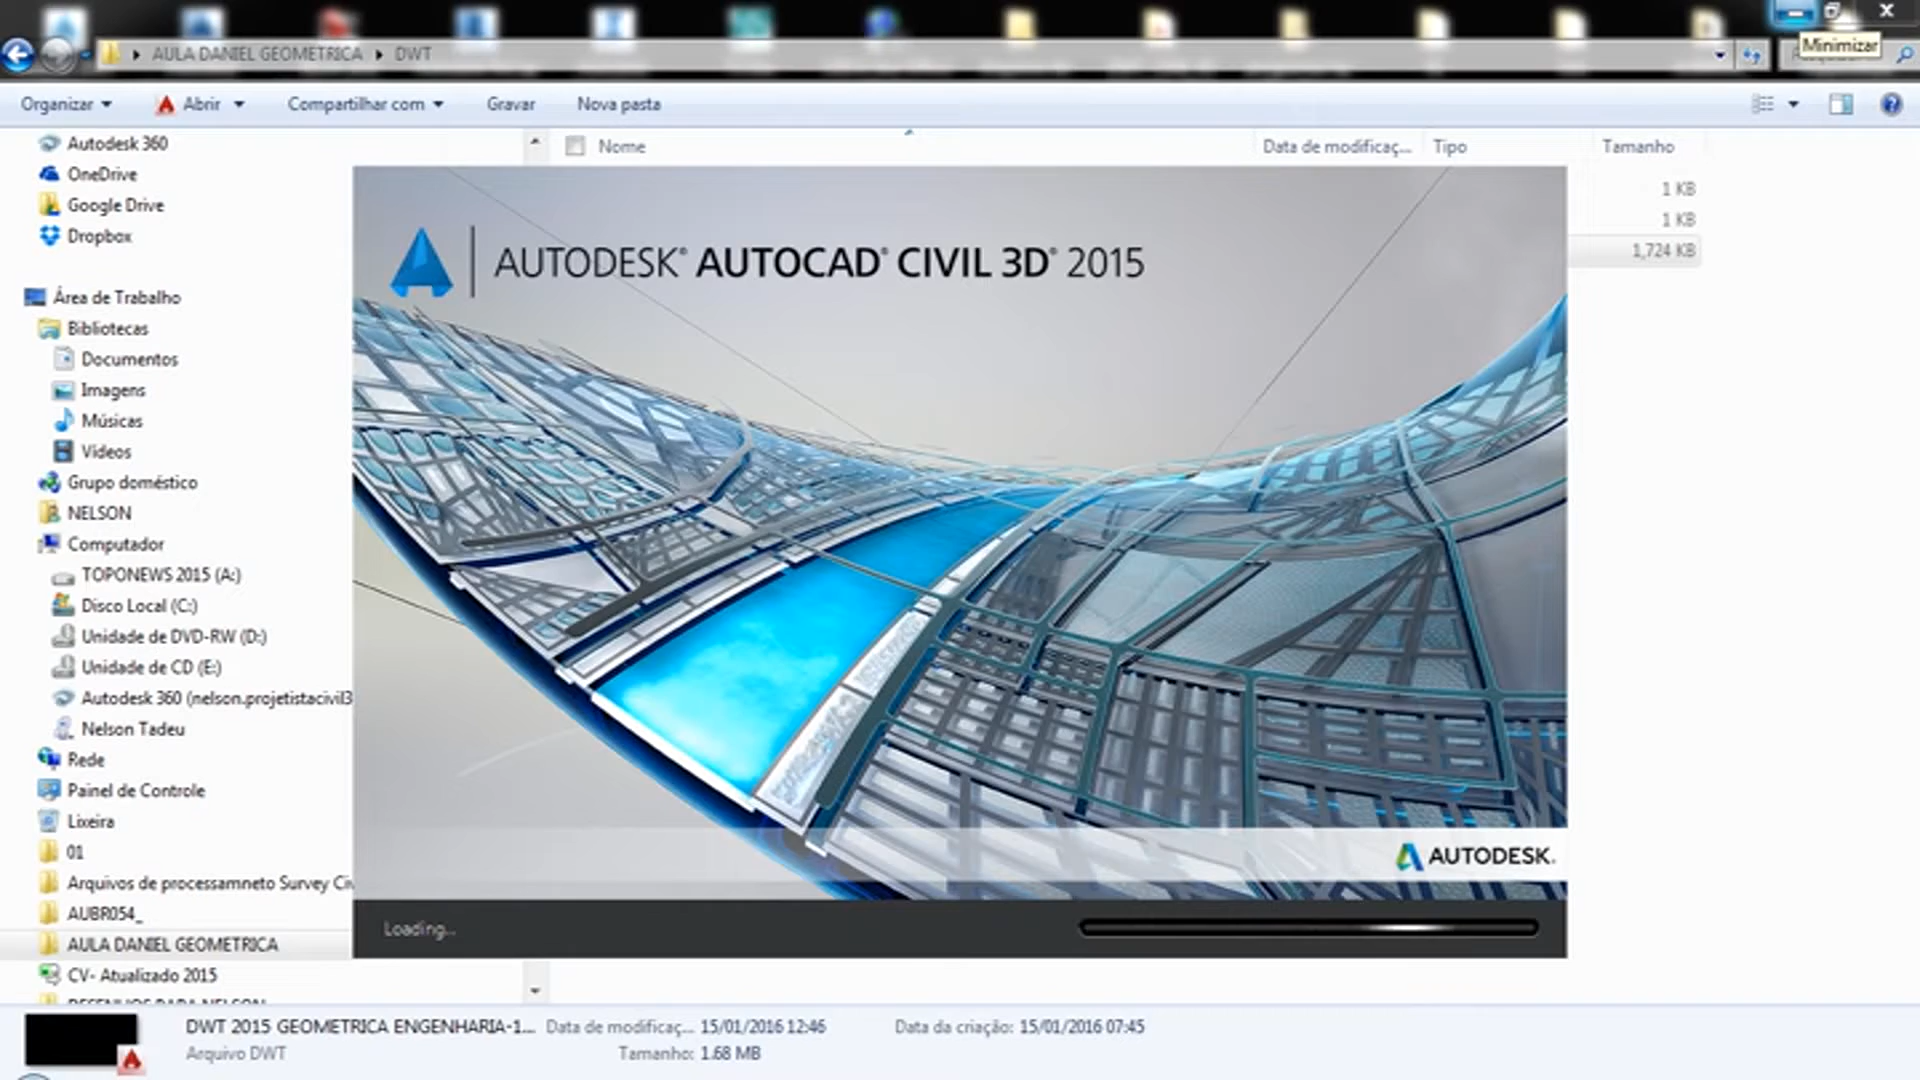 AULA DANIEL GEOMETRICA DWT
Minimizar
Organizar Abrir Compartilhar com Gravar Nova pasta
Nome Data de modificaç... Tipo Tamanho
Autodesk 360
OneDrive
Google Drive
Dropbox
Área de Trabalho
Bibliotecas
Documentos
Imagens
Músicas
Vídeos
Grupo doméstico
NELSON
Computador
TOPONEWS 2015 (A:)
Disco Local (C:)
Unidade de DVD-RW (D:)
Unidade de CD (E:)
Autodesk 360 (nelson.projetistacivil3
Nelson Tadeu
Rede
Painel de Controle
Lixeira
01
Arquivos de processamneto Survey Civ
AUBR054_
AULA DANIEL GEOMETRICA
CV- Atualizado 2015
DESENHOS PARA NELSON
1 KB
1 KB
1,724 KB
AUTODESK® AUTOCAD® CIVIL 3D® 2015
AUTODESK.
Loading...
DWT 2015 GEOMETRICA ENGENHARIA-1... Data de modificaç... 15/01/2016 12:46 Data da criação: 15/01/2016 07:45
Arquivo DWT Tamanho: 1.68 MB